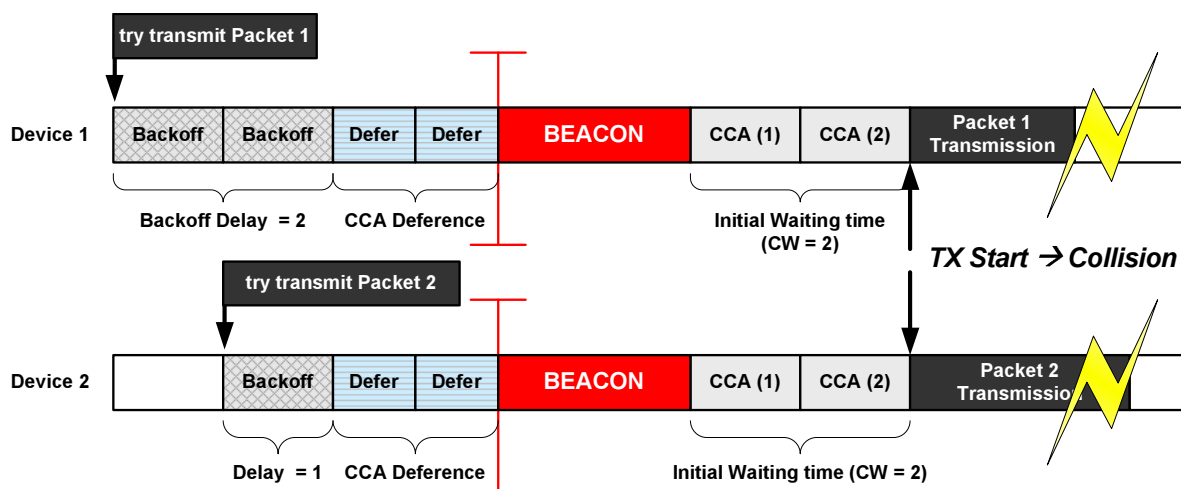 try transmit Packet 1
Device 1
Backoff
Backoff
Defer
Defer
BEACON
CCA (1)
CCA (2)
Packet 1
Transmission
Backoff Delay = 2
CCA Deference
Initial Waiting time
(CW = 2)
TX Start → Collision
try transmit Packet 2
Device 2
Backoff
Defer
Defer
BEACON
CCA (1)
CCA (2)
Packet 2
Transmission
Delay = 1
CCA Deference
Initial Waiting time (CW = 2)